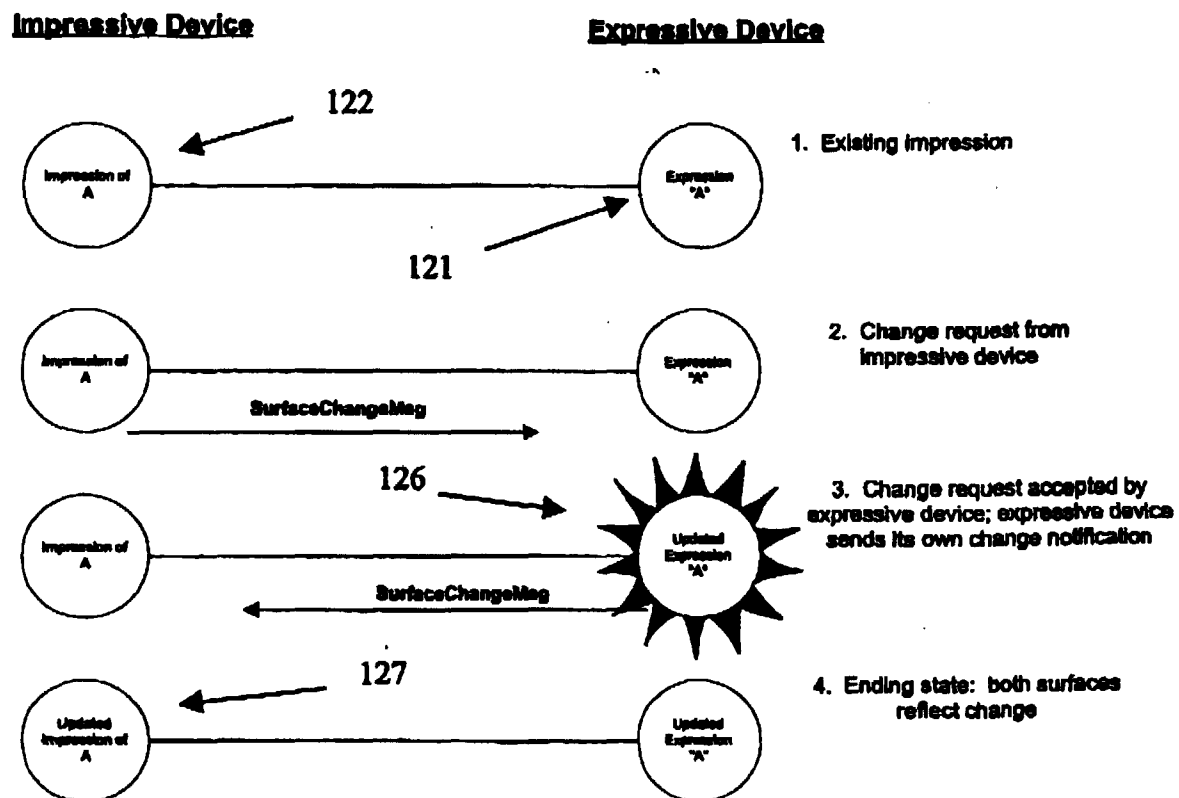 Impressive Device
Expressive Device
122
Impression of
A
Expression
"A"
1. Existing impression
121
Impression of
A
Expression
"A"
2. Change request from
impressive device
SurfaceChangeMsg
126
Impression of
A
Updated
Expression
"A"
3. Change request accepted by
expressive device; expressive device
sends its own change notification
SurfaceChangeMsg
127
Updated
Impression of
A
Updated
Expression
"A"
4. Ending state: both surfaces
reflect change